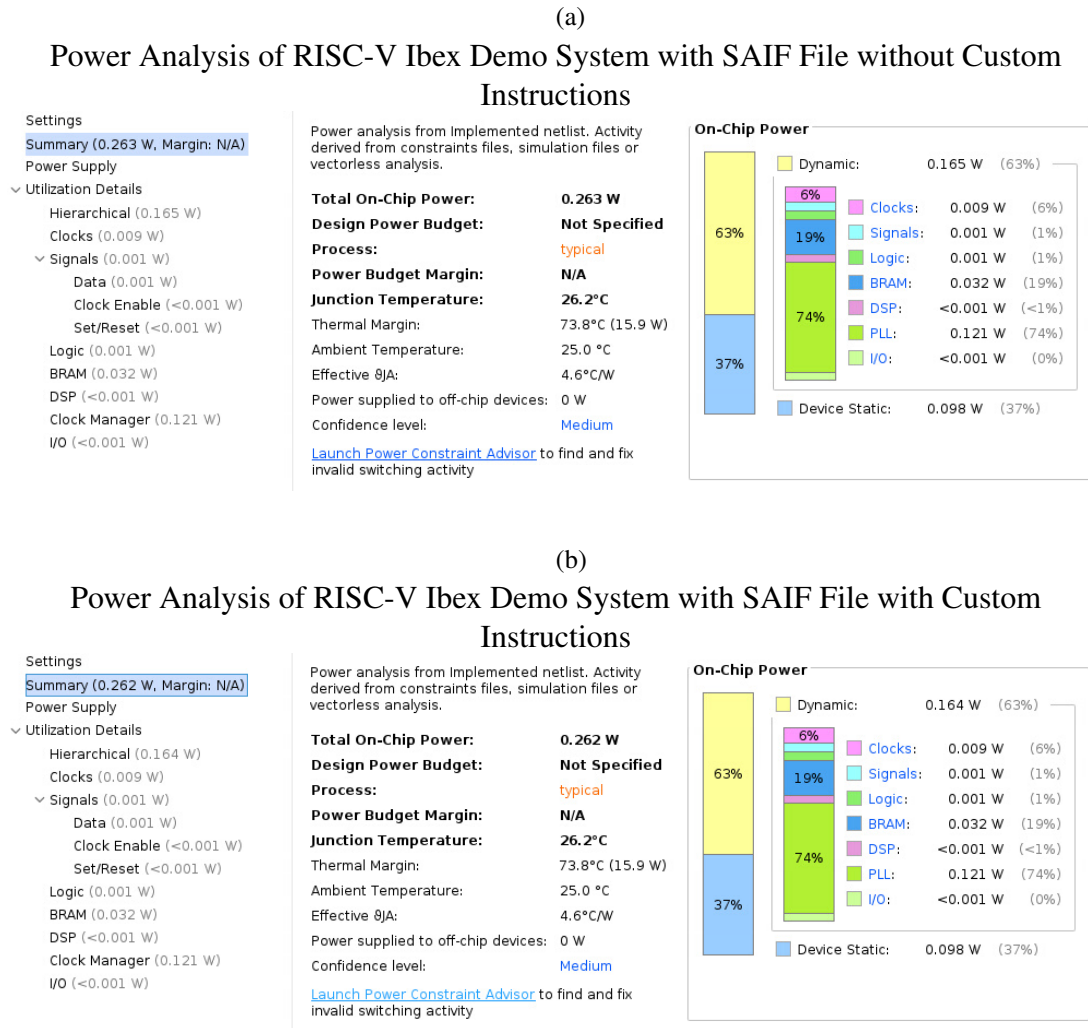 (a)
Power Analysis of RISC-V Ibex Demo System with SAIF File without Custom
Instructions
Settings
Summary (0.263 W, Margin: N/A)
Power Supply
Utilization Details
Hierarchical (0.165 W)
Clocks (0.009 W)
Signals (0.001 W)
Data (0.001 W)
Clock Enable (<0.001 W)
Set/Reset (<0.001 W)
Logic (0.001 W)
BRAM (0.032 W)
DSP (<0.001 W)
Clock Manager (0.121 W)
I/O (<0.001 W)
Power analysis from Implemented netlist. Activity
derived from constraints files, simulation files or
vectorless analysis.
Total On-Chip Power: 0.263 W
Design Power Budget: Not Specified
Process: typical
Power Budget Margin: N/A
Junction Temperature: 26.2°C
Thermal Margin: 73.8°C (15.9 W)
Ambient Temperature: 25.0 °C
Effective ϑJA: 4.6°C/W
Power supplied to off-chip devices: 0 W
Confidence level: Medium
Launch Power Constraint Advisor to find and fix
invalid switching activity
On-Chip Power
63%
37%
Dynamic: 0.165 W (63%)
6%
19%
74%
Clocks: 0.009 W (6%)
Signals: 0.001 W (1%)
Logic: 0.001 W (1%)
BRAM: 0.032 W (19%)
DSP: <0.001 W (<1%)
PLL: 0.121 W (74%)
I/O: <0.001 W (0%)
Device Static: 0.098 W (37%)
(b)
Power Analysis of RISC-V Ibex Demo System with SAIF File with Custom
Instructions
Settings
Summary (0.262 W, Margin: N/A)
Power Supply
Utilization Details
Hierarchical (0.164 W)
Clocks (0.009 W)
Signals (0.001 W)
Data (0.001 W)
Clock Enable (<0.001 W)
Set/Reset (<0.001 W)
Logic (0.001 W)
BRAM (0.032 W)
DSP (<0.001 W)
Clock Manager (0.121 W)
I/O (<0.001 W)
Power analysis from Implemented netlist. Activity
derived from constraints files, simulation files or
vectorless analysis.
Total On-Chip Power: 0.262 W
Design Power Budget: Not Specified
Process: typical
Power Budget Margin: N/A
Junction Temperature: 26.2°C
Thermal Margin: 73.8°C (15.9 W)
Ambient Temperature: 25.0 °C
Effective ϑJA: 4.6°C/W
Power supplied to off-chip devices: 0 W
Confidence level: Medium
Launch Power Constraint Advisor to find and fix
invalid switching activity
On-Chip Power
63%
37%
Dynamic: 0.164 W (63%)
6%
19%
74%
Clocks: 0.009 W (6%)
Signals: 0.001 W (1%)
Logic: 0.001 W (1%)
BRAM: 0.032 W (19%)
DSP: <0.001 W (<1%)
PLL: 0.121 W (74%)
I/O: <0.001 W (0%)
Device Static: 0.098 W (37%)